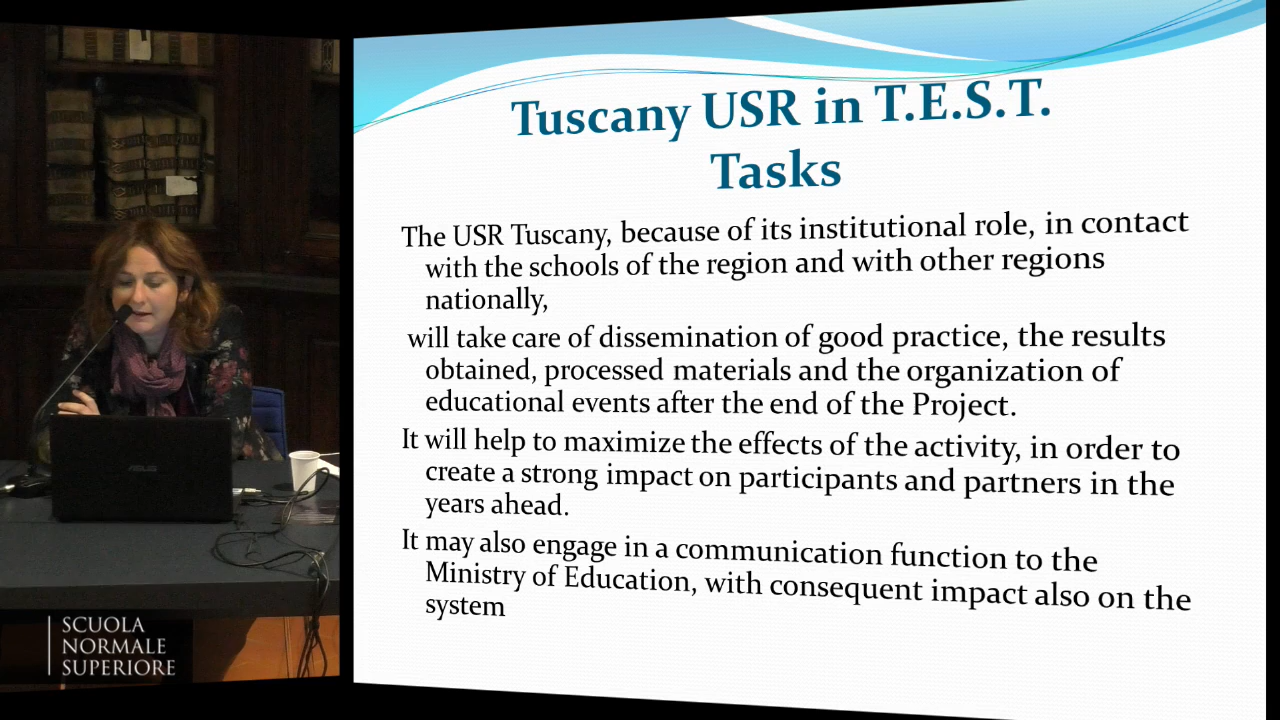 Tuscany USR in T.E.S.T.
Tasks
The USR Tuscany, because of its institutional role, in contact
with the schools of the region and with other regions
nationally,
will take care of dissemination of good practice, the results
obtained, processed materials and the organization of
educational events after the end of the Project.
It will help to maximize the effects of the activity, in order to
create a strong impact on participants and partners in the
years ahead.
It may also engage in a communication function to the
Ministry of Education, with consequent impact also on the
system
ASUS
SCUOLA
NORMALE
SUPERIORE